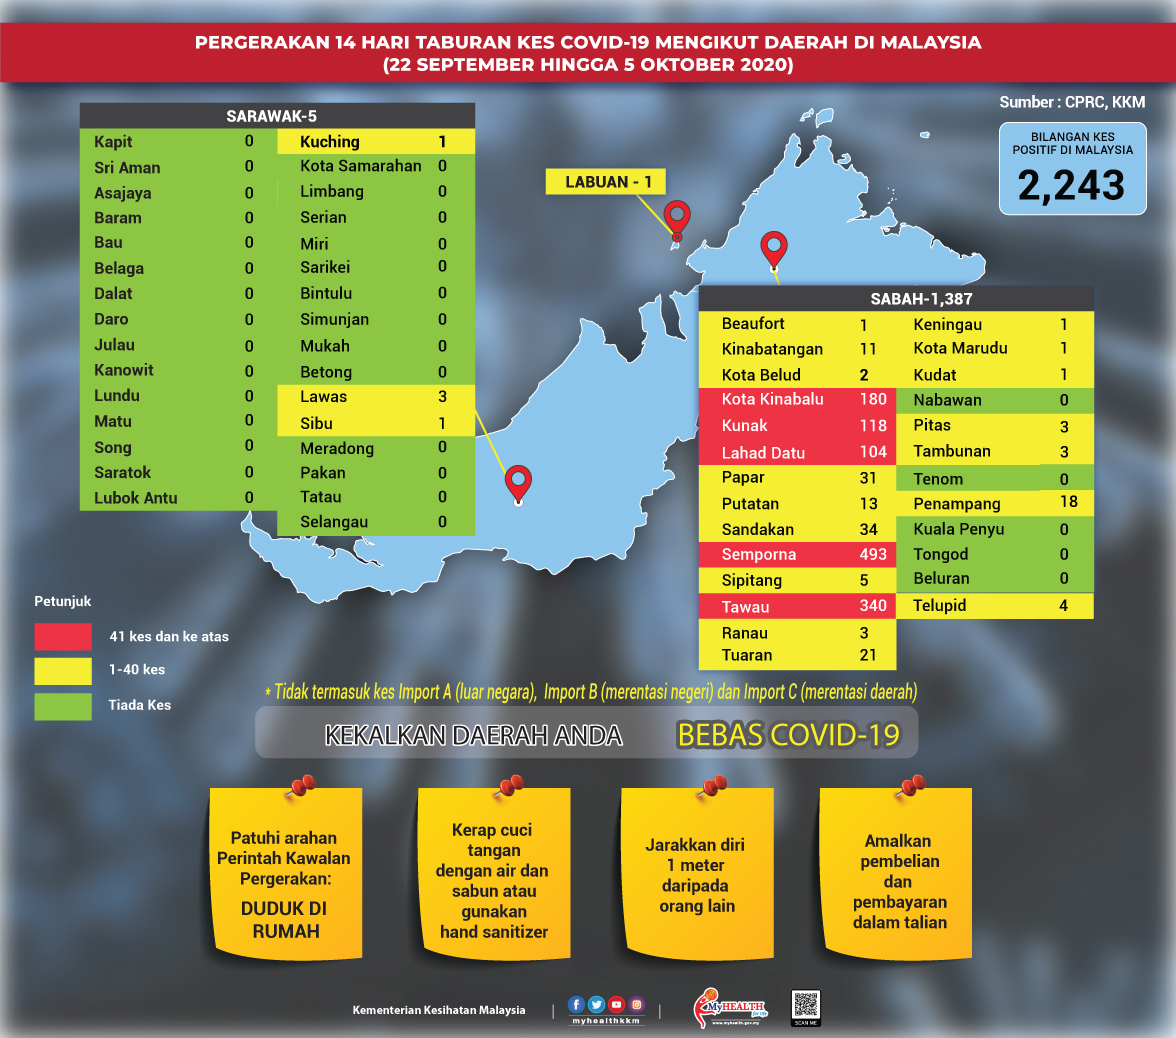 PERGERAKAN 14 HARI TABURAN KES COVID-19 MENGIKUT DAERAH DI MALAYSIA
(22 SEPTEMBER HINGGA 5 OKTOBER 2020)
Sumber : CPRC, KKM
BILANGAN KES
POSITIF DI MALAYSIA
2,243
SARAWAK-5
Kapit 0 Kuching 1
Sri Aman 0 Kota Samarahan 0
Asajaya 0 Limbang 0
Baram 0 Serian 0
Bau 0 Miri 0
Belaga 0 Sarikei 0
Dalat 0 Bintulu 0
Daro 0 Simunjan 0
Julau 0 Mukah 0
Kanowit 0 Betong 0
Lundu 0 Lawas 3
Matu 0 Sibu 1
Song 0 Meradong 0
Saratok 0 Pakan 0
Lubok Antu 0 Tatau 0
Selangau 0
LABUAN - 1
SABAH-1,387
Beaufort 1 Keningau 1
Kinabatangan 11 Kota Marudu 1
Kota Belud 2 Kudat 1
Kota Kinabalu 180 Nabawan 0
Kunak 118 Pitas 3
Lahad Datu 104 Tambunan 3
Papar 31 Tenom 0
Putatan 13 Penampang 18
Sandakan 34 Kuala Penyu 0
Semporna 493 Tongod 0
Sipitang 5 Beluran 0
Tawau 340 Telupid 4
Ranau 3
Tuaran 21
Petunjuk
41 kes dan ke atas
1-40 kes
Tiada Kes
* Tidak termasuk kes Import A (luar negara), Import B (merentasi negeri) dan Import C (merentasi daerah)
KEKALKAN DAERAH ANDA BEBAS COVID-19
Patuhi arahan
Perintah Kawalan
Pergerakan:
DUDUK DI
RUMAH
Kerap cuci
tangan
dengan air dan
sabun atau
gunakan
hand sanitizer
Jarakkan diri
1 meter
daripada
orang lain
Amalkan
pembelian
dan
pembayaran
dalam talian
Kementerian Kesihatan Malaysia
myhealthkkm
MyHEALTH
for life
www.myhealth.gov.my
SCAN ME